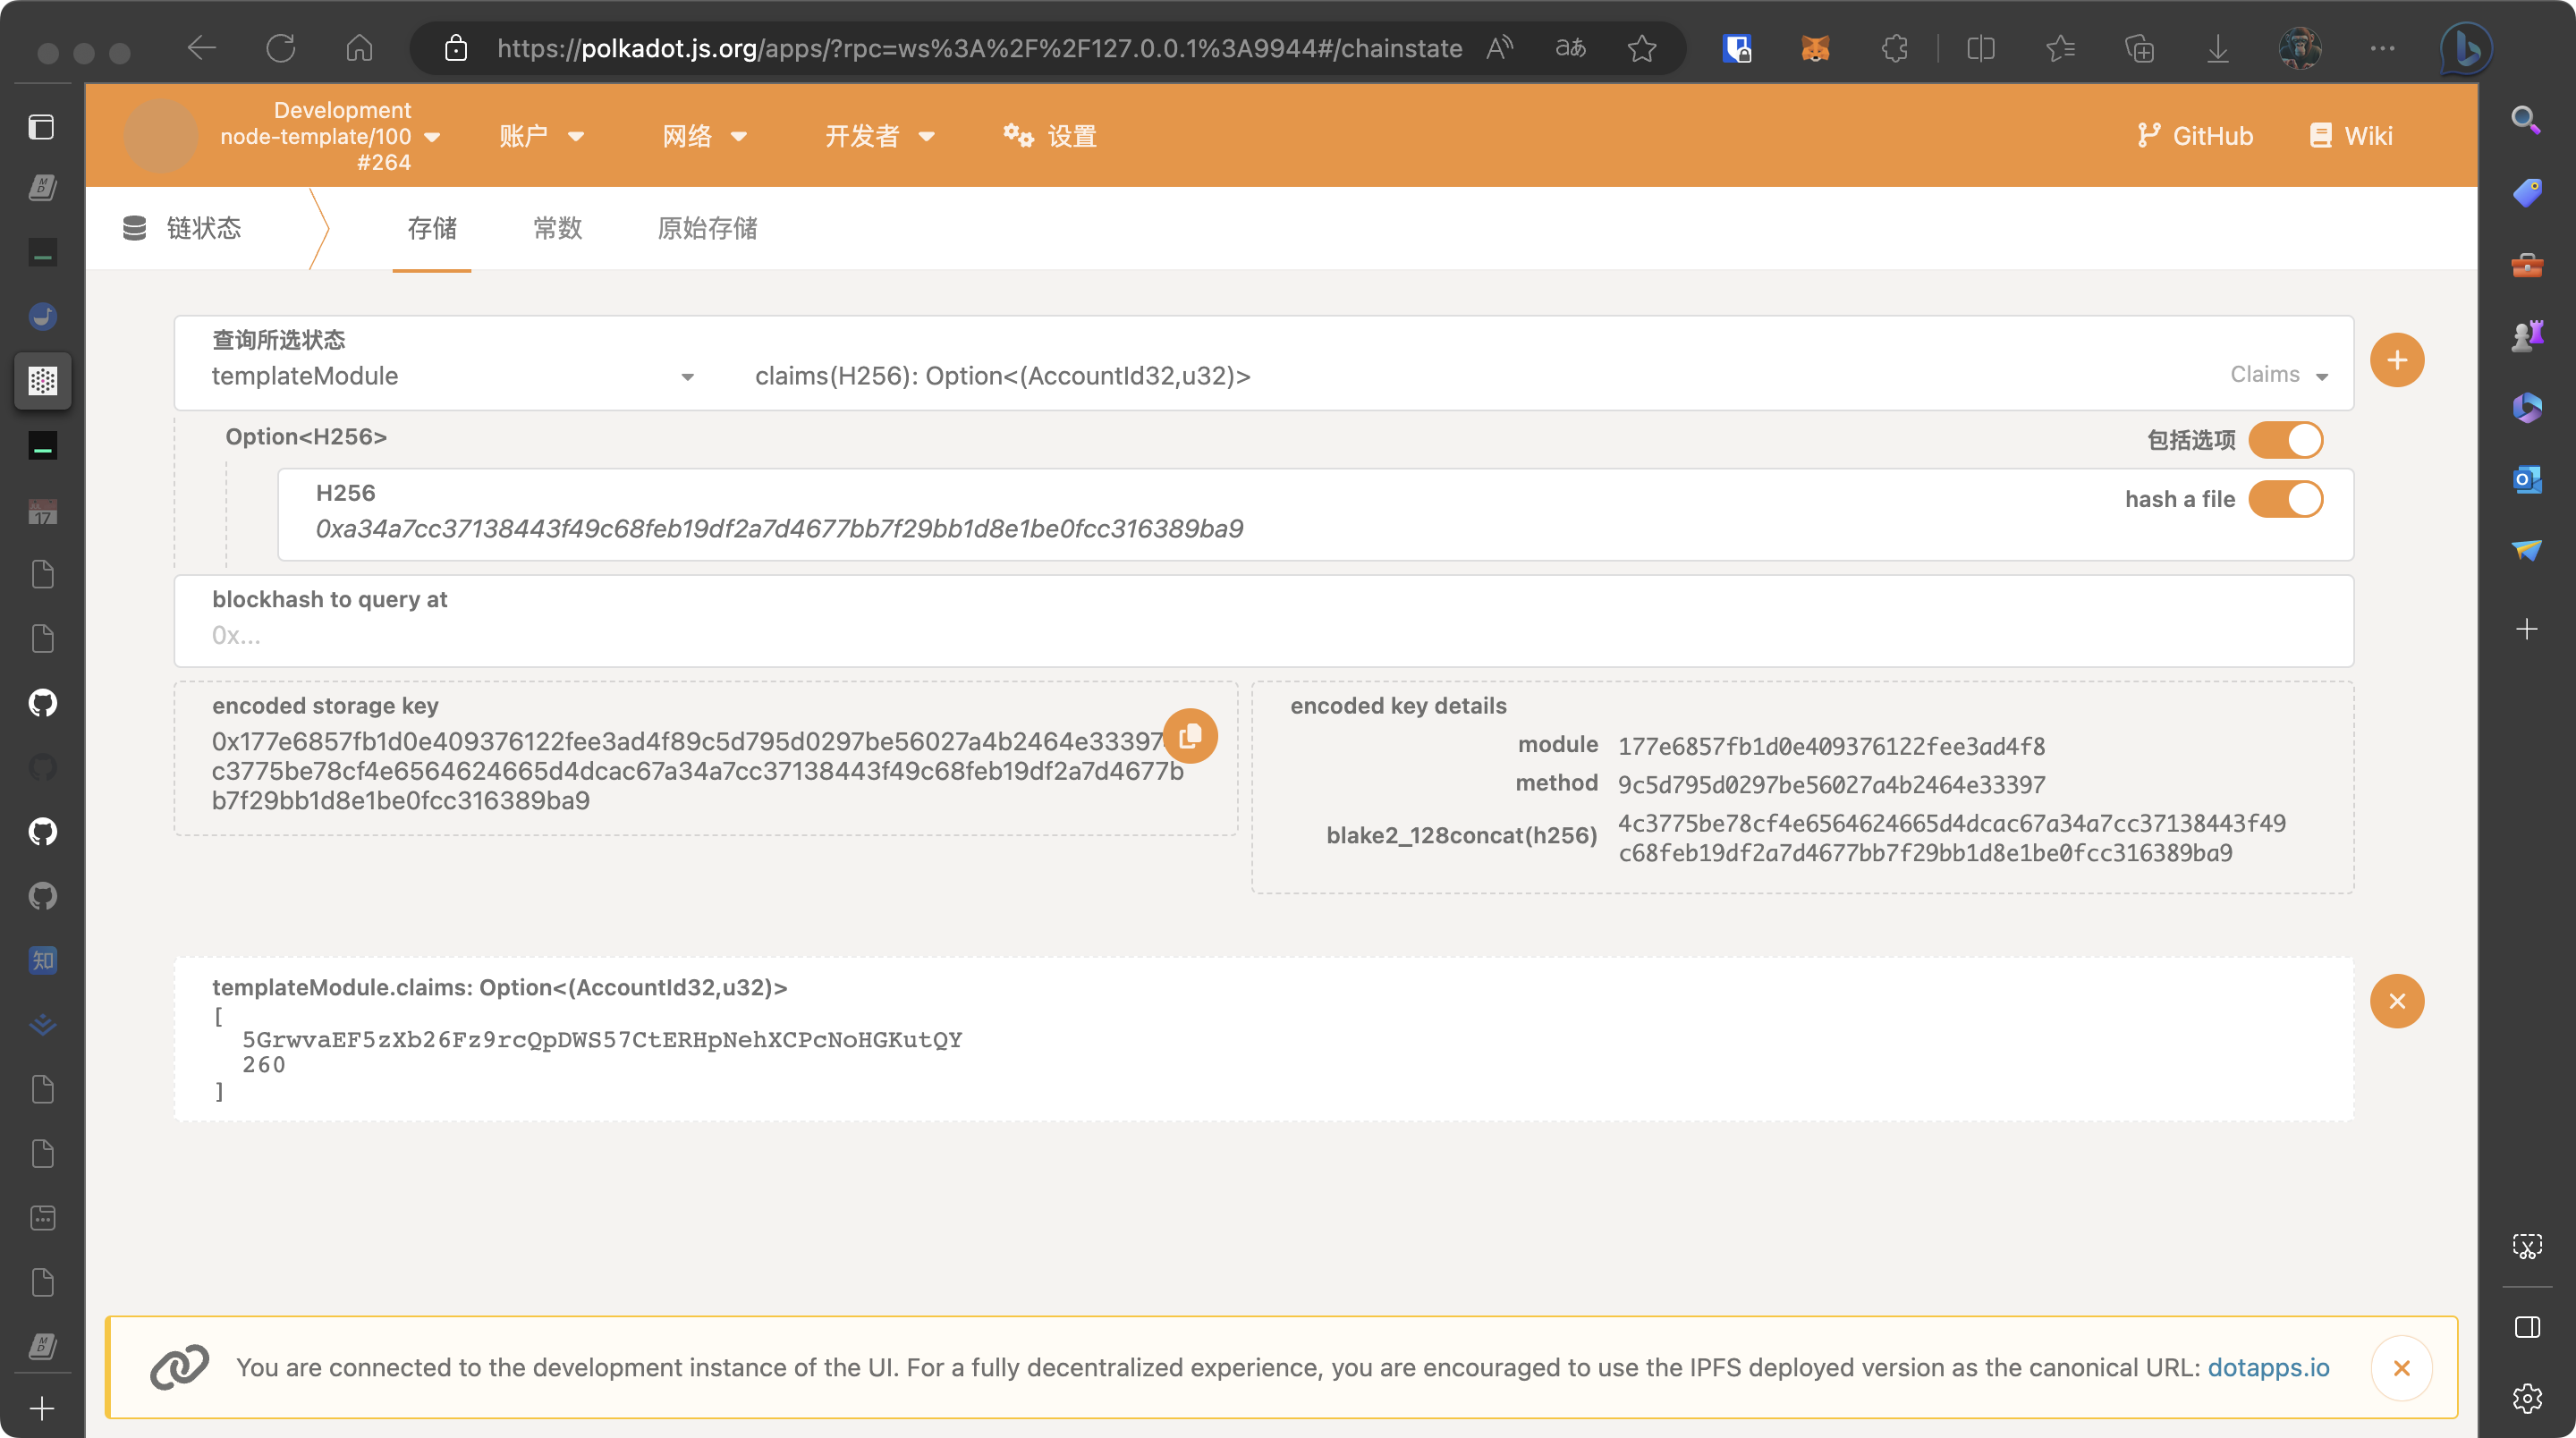 https://polkadot.js.org/apps/?rpc=ws%3A%2F%2F127.0.0.1%3A9944#/chainstate
Development
node-template/100
#264
账户
网络
开发者
设置
GitHub
Wiki
链状态
存储
常数
原始存储
查询所选状态
templateModule
claims(H256): Option<(AccountId32,u32)>
Claims
Option<H256>
包括选项
H256
hash a file
0xa34a7cc37138443f49c68feb19df2a7d4677bb7f29bb1d8e1be0fcc316389ba9
blockhash to query at
0x...
encoded storage key
0x177e6857fb1d0e409376122fee3ad4f89c5d795d0297be56027a4b2464e33397
c3775be78cf4e6564624665d4dcac67a34a7cc37138443f49c68feb19df2a7d4677b
b7f29bb1d8e1be0fcc316389ba9
encoded key details
module 177e6857fb1d0e409376122fee3ad4f8
method 9c5d795d0297be56027a4b2464e33397
blake2_128concat(h256) 4c3775be78cf4e6564624665d4dcac67a34a7cc37138443f49
c68feb19df2a7d4677bb7f29bb1d8e1be0fcc316389ba9
templateModule.claims: Option<(AccountId32,u32)>
[
5GrwvaEF5zXb26Fz9rcQpDWS57CtERHpNehXCPcNoHGKutQY
260
]
You are connected to the development instance of the UI. For a fully decentralized experience, you are encouraged to use the IPFS deployed version as the canonical URL: dotapps.io